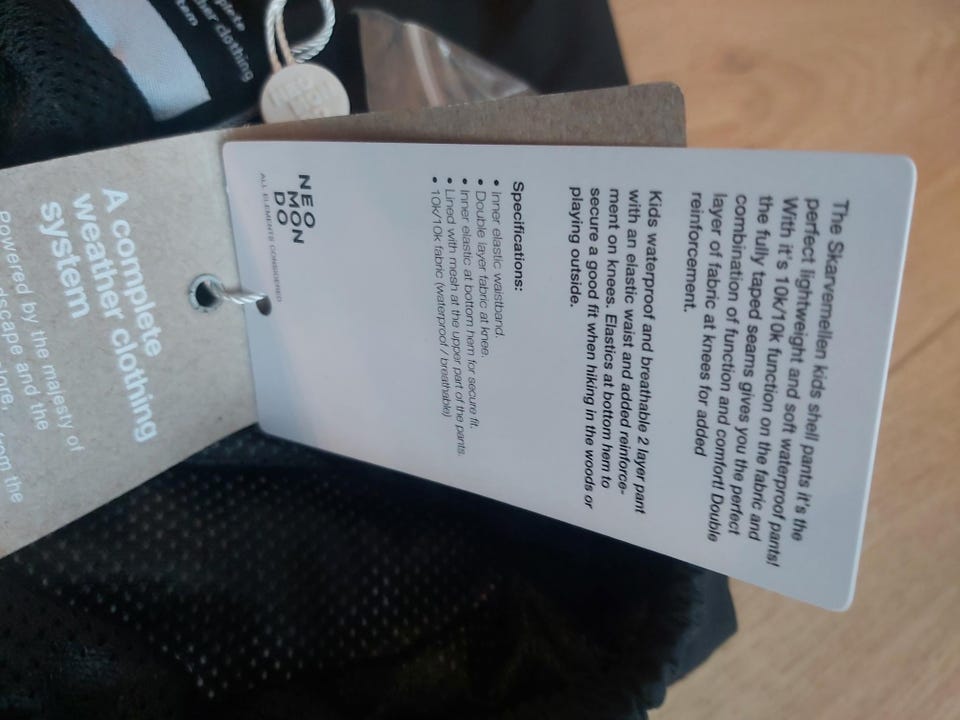 The Skarvemellen kids shell pants it's the
perfect lightweight and soft waterproof pants!
With it's 10k/10k function on the fabric and
the fully taped seams gives you the perfect
combination of function and comfort! Double
layer of fabric at knees for added
reinforcement.
Kids waterproof and breathable 2 layer pant
with an elastic waist and added reinforce-
ment on knees. Elastics at bottom hem to
secure a good fit when hiking in the woods or
playing outside.
Specifications:
• Inner elastic waistband.
• Double layer fabric at knee.
• Inner elastic at bottom hem for secure fit.
• Lined with mesh at the upper part of the pants.
• 10k/10k fabric (waterproof / breathable)
NEO
MON
DO
ALL ELEMENTS CONSIDERED
A complete
weather clothing
system
Powered by the majesty of
and the
from the
clothing